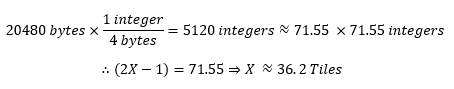 20480 bytes × 1 integer / 4 bytes = 5120 integers ≈ 71.55 × 71.55 integers
∴ (2X − 1) = 71.55 ⇒ X ≈ 36.2 Tiles